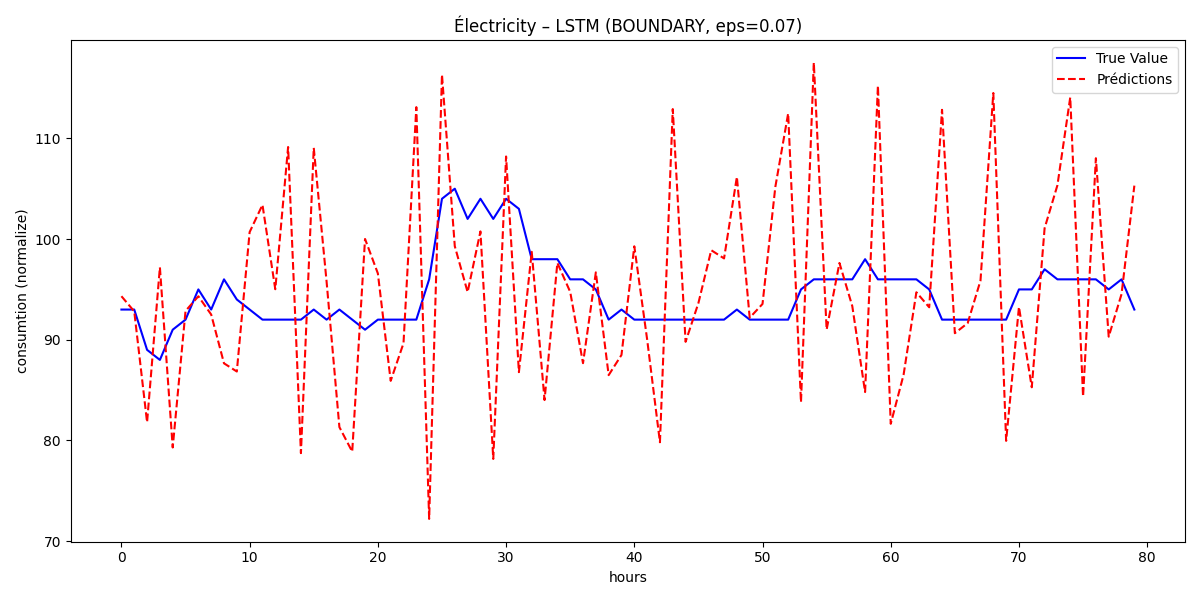 Électricity – LSTM (BOUNDARY, eps=0.07)
True Value
Prédictions
consumtion (normalize)
110
100
90
80
70
0 10 20 30 40 50 60 70 80
hours